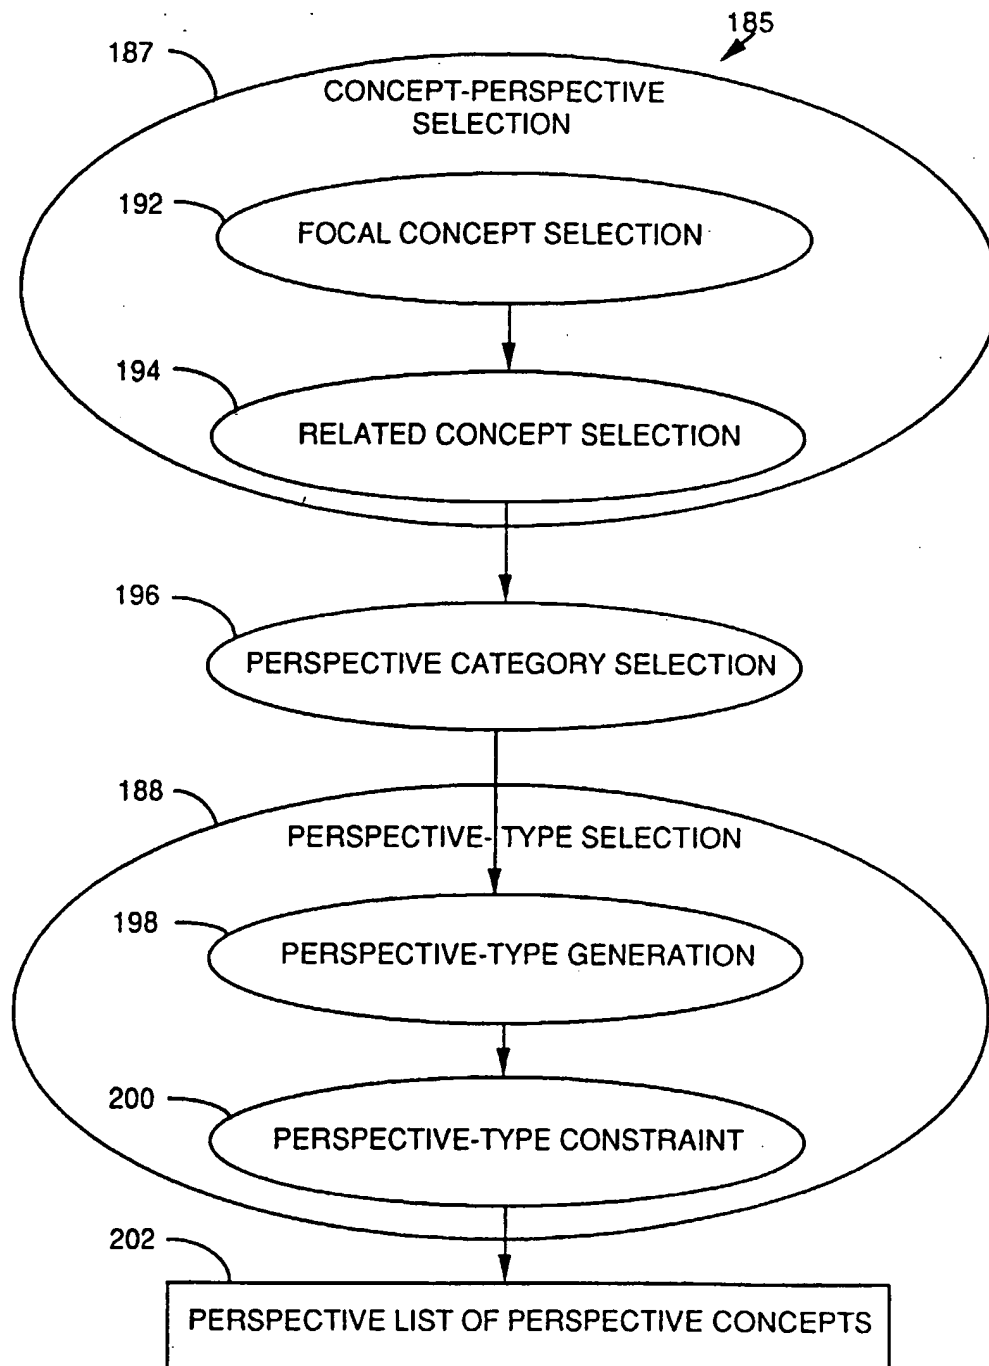 185
187
CONCEPT-PERSPECTIVE
SELECTION
192
FOCAL CONCEPT SELECTION
194
RELATED CONCEPT SELECTION
196
PERSPECTIVE CATEGORY SELECTION
188
PERSPECTIVE-TYPE SELECTION
198
PERSPECTIVE-TYPE GENERATION
200
PERSPECTIVE-TYPE CONSTRAINT
202
PERSPECTIVE LIST OF PERSPECTIVE CONCEPTS